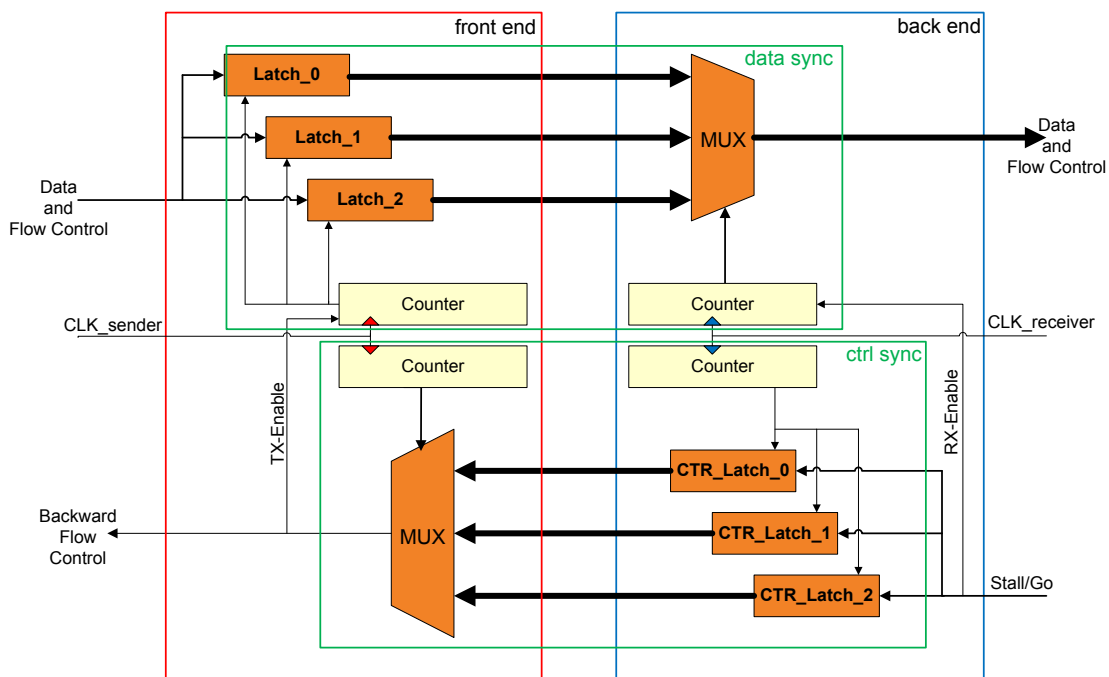 front end
back end
data sync
Latch_0
Latch_1
Latch_2
MUX
Data
and
Flow Control
Data
and
Flow Control
Counter
Counter
CLK_sender
CLK_receiver
ctrl sync
Counter
Counter
TX-Enable
RX-Enable
CTR_Latch_0
CTR_Latch_1
CTR_Latch_2
MUX
Backward
Flow
Control
Stall/Go